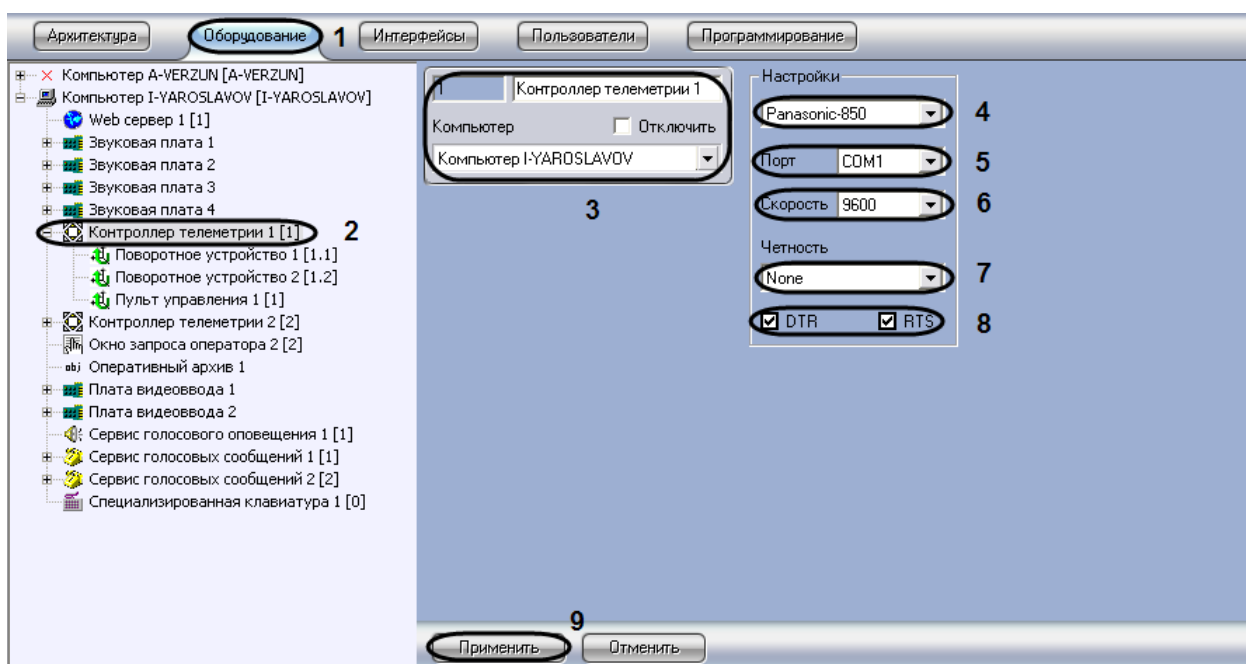 Архитектура Оборудование 1 Интерфейсы Пользователи Программирование
Компьютер A-VERZUN [A-VERZUN]
Компьютер I-YAROSLAVOV [I-YAROSLAVOV]
Web сервер 1 [1]
Звуковая плата 1
Звуковая плата 2
Звуковая плата 3
Звуковая плата 4
Контроллер телеметрии 1 [1] 2
Поворотное устройство 1 [1.1]
Поворотное устройство 2 [1.2]
Пульт управления 1 [1]
Контроллер телеметрии 2 [2]
Окно запроса оператора 2 [2]
obj Оперативный архив 1
Плата видеоввода 1
Плата видеоввода 2
Сервис голосового оповещения 1 [1]
Сервис голосовых сообщений 1 [1]
Сервис голосовых сообщений 2 [2]
Специализированная клавиатура 1 [0]
1 Контроллер телеметрии 1
Компьютер Отключить
Компьютер I-YAROSLAVOV
3
Настройки
Panasonic-850 4
Порт COM1 5
Скорость 9600 6
Четность
None 7
DTR RTS 8
9
Применить Отменить